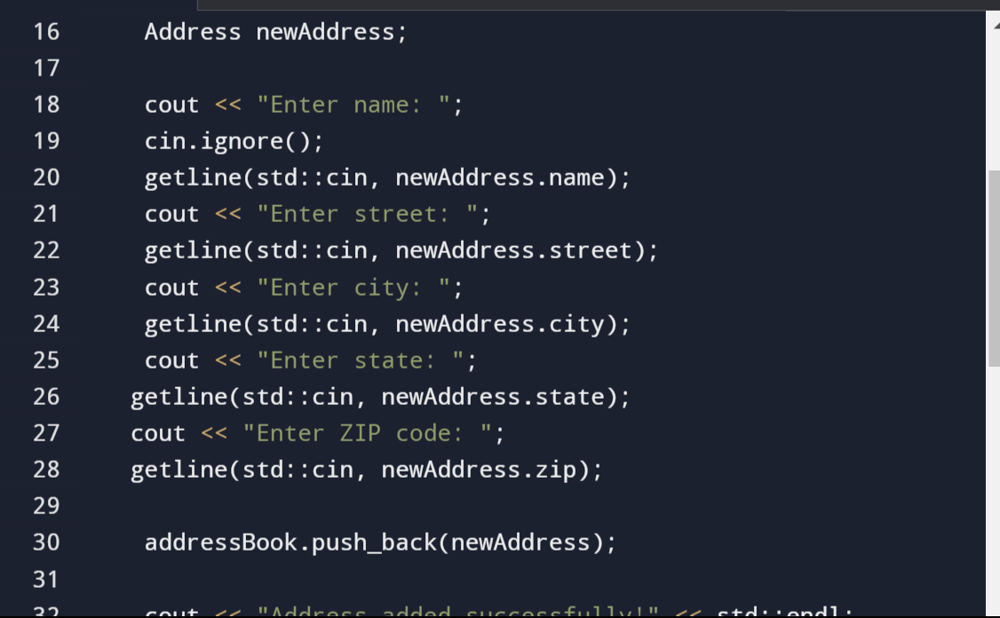 16 Address newAddress;
17
18 cout << "Enter name: ";
19 cin.ignore();
20 getline(std::cin, newAddress.name);
21 cout << "Enter street: ";
22 getline(std::cin, newAddress.street);
23 cout << "Enter city: ";
24 getline(std::cin, newAddress.city);
25 cout << "Enter state: ";
26 getline(std::cin, newAddress.state);
27 cout << "Enter ZIP code: ";
28 getline(std::cin, newAddress.zip);
29
30 addressBook.push_back(newAddress);
31
32 cout << "Address added successfully!" << std::endl;